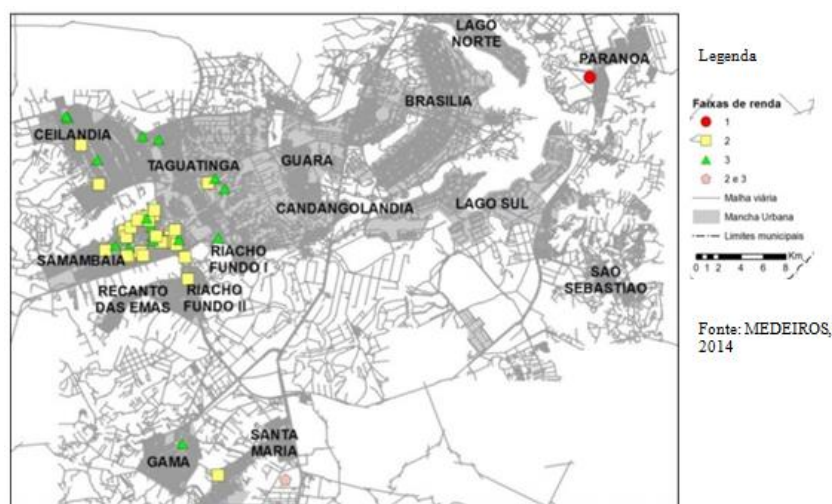 LAGO
NORTE
PARANOA
BRASILIA
CEILANDIA
TAGUATINGA
GUARA
CANDANGOLANDIA
LAGO SUL
SAMAMBAIA
RIACHO
FUNDO I
RECANTO
DAS EMAS
RIACHO
FUNDO II
SAO
SEBASTIAO
SANTA
MARIA
GAMA
Legenda
Faixas de renda
1
2
3
2 e 3
Malha viária
Mancha Urbana
Limites municipais
0 1 2 4 6 8
Km
Fonte: MEDEIROS,
2014